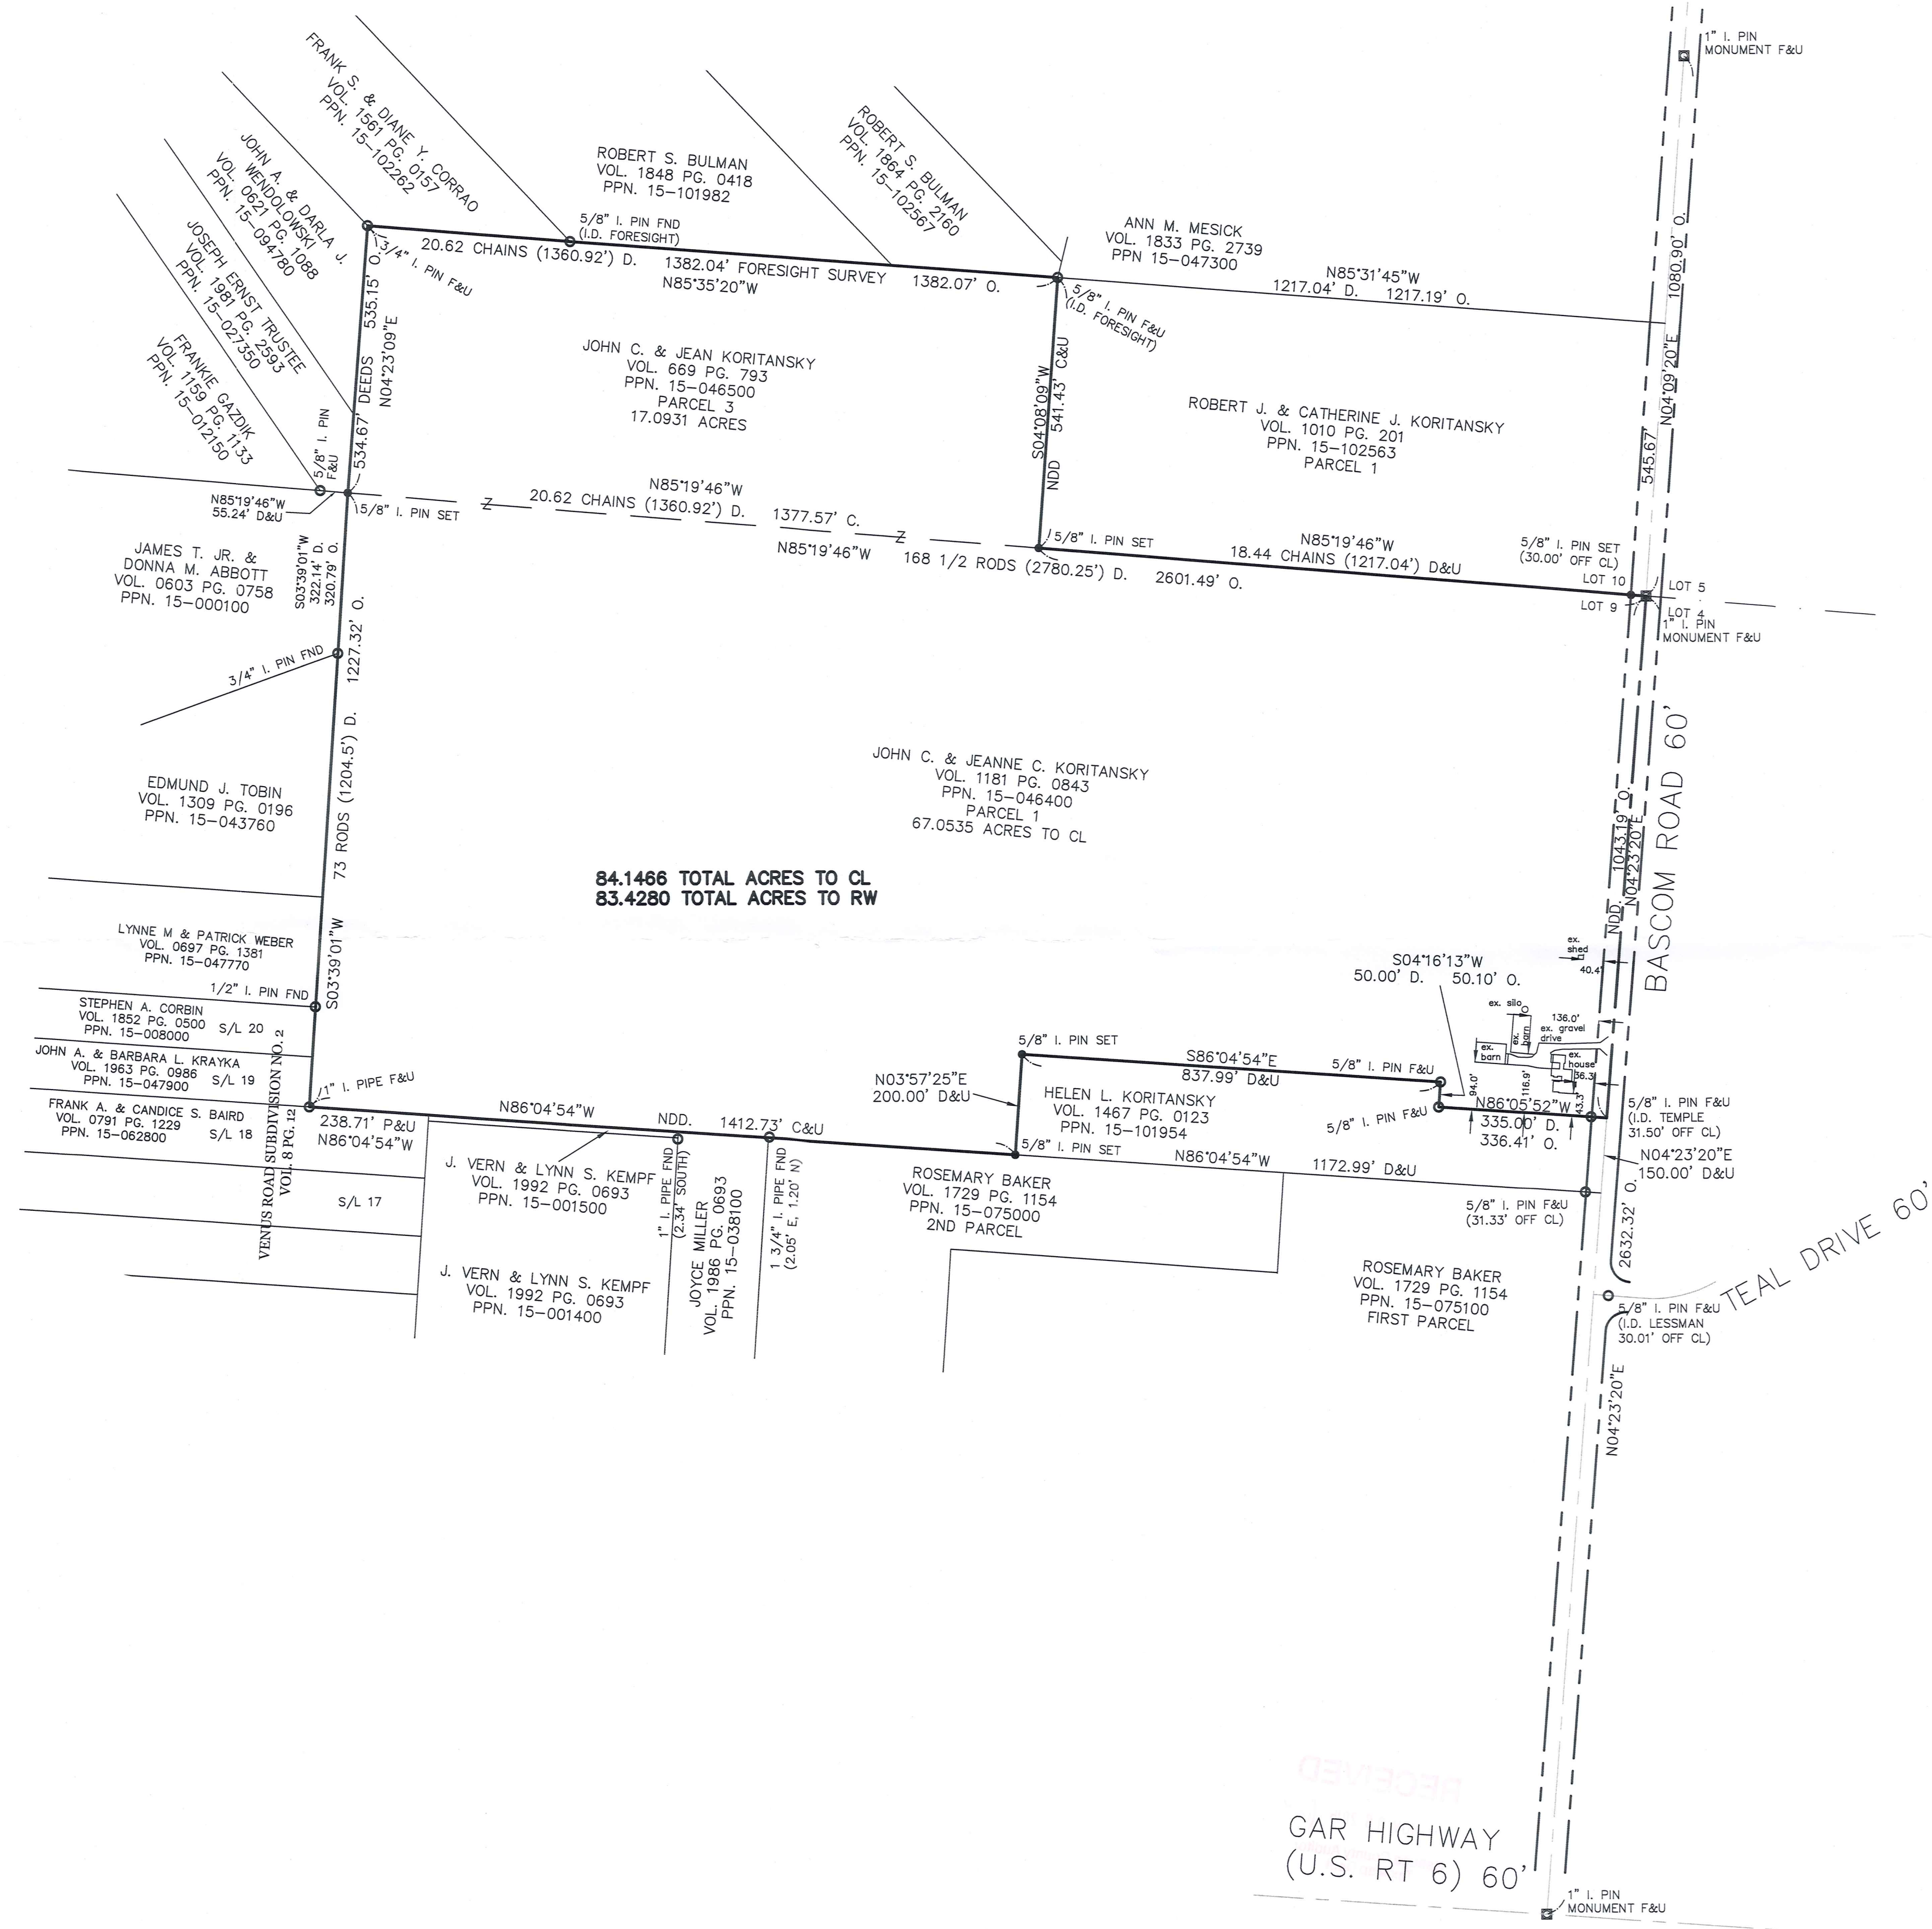 1" I. PIN
MONUMENT F&U
FRANK S. & DIANE Y. CORRAO
VOL. 1561 PG. 0157
PPN. 15-102262
JOHN A. & DARLA J.
WENDOLOWSKI
VOL. 0621 PG. 1088
PPN. 15-094780
JOSEPH ERNST TRUSTEE
VOL. 1981 PG. 2593
PPN. 15-027350
FRANKIE GAZDIK
VOL. 1159 PG. 1133
PPN. 15-012150
ROBERT S. BULMAN
VOL. 1848 PG. 0418
PPN. 15-101982
ROBERT S. BULMAN
VOL. 1864 PG. 2160
PPN. 15-102567
ANN M. MESICK
VOL. 1833 PG. 2739
PPN 15-047300
5/8" I. PIN FND
(I.D. FORESIGHT)
3/4" I. PIN F&U
20.62 CHAINS (1360.92') D.
1382.04' FORESIGHT SURVEY
1382.07' O.
N85°35'20"W
5/8" I. PIN F&U
(I.D. FORESIGHT)
N85°31'45"W
1217.04' D. 1217.19' O.
1080.90' O.
N04°09'20"E
545.67'
535.15' O.
534.67' DEEDS
N04°23'09"E
JOHN C. & JEAN KORITANSKY
VOL. 669 PG. 793
PPN. 15-046500
PARCEL 3
17.0931 ACRES
S04°08'09"W
NDD 541.43' C&U
ROBERT J. & CATHERINE J. KORITANSKY
VOL. 1010 PG. 201
PPN. 15-102563
PARCEL 1
5/8" I. PIN
F&U
N85°19'46"W
55.24' D&U
5/8" I. PIN SET
Z
N85°19'46"W
20.62 CHAINS (1360.92') D. 1377.57' C.
Z
N85°19'46"W 168 1/2 RODS (2780.25') D. 2601.49' O.
5/8" I. PIN SET
N85°19'46"W
18.44 CHAINS (1217.04') D&U
5/8" I. PIN SET
(30.00' OFF CL)
LOT 10
LOT 5
LOT 9
LOT 4
1" I. PIN
MONUMENT F&U
JAMES T. JR. &
DONNA M. ABBOTT
VOL. 0603 PG. 0758
PPN. 15-000100
S03°39'01"W
322.14' D.
320.79' O.
3/4" I. PIN FND
1227.32' O.
73 RODS (1204.5') D.
S03°39'01"W
EDMUND J. TOBIN
VOL. 1309 PG. 0196
PPN. 15-043760
JOHN C. & JEANNE C. KORITANSKY
VOL. 1181 PG. 0843
PPN. 15-046400
PARCEL 1
67.0535 ACRES TO CL
84.1466 TOTAL ACRES TO CL
83.4280 TOTAL ACRES TO RW
NDD. 1043.19' O.
N04°23'20"E
BASCOM ROAD 60'
LYNNE M & PATRICK WEBER
VOL. 0697 PG. 1381
PPN. 15-047770
1/2" I. PIN FND
STEPHEN A. CORBIN
VOL. 1852 PG. 0500
PPN. 15-008000
S/L 20
JOHN A. & BARBARA L. KRAYKA
VOL. 1963 PG. 0986
PPN. 15-047900
S/L 19
FRANK A. & CANDICE S. BAIRD
VOL. 0791 PG. 1229
PPN. 15-062800
S/L 18
S/L 17
VENUS ROAD SUBDIVISION NO. 2
VOL. 8 PG. 12
1" I. PIPE F&U
238.71' P&U
N86°04'54"W
N86°04'54"W
NDD. 1412.73' C&U
S04°16'13"W
50.00' D. 50.10' O.
ex.
shed
40.4'
ex. silo
136.0'
ex. gravel
drive
ex.
barn
ex.
barn
ex.
house
36.3'
94.0'
116.9'
43.3'
5/8" I. PIN SET
S86°04'54"E
837.99' D&U
5/8" I. PIN F&U
N03°57'25"E
200.00' D&U
HELEN L. KORITANSKY
VOL. 1467 PG. 0123
PPN. 15-101954
5/8" I. PIN F&U
N86°05'52"W
335.00' D.
336.41' O.
5/8" I. PIN F&U
(I.D. TEMPLE
31.50' OFF CL)
N04°23'20"E
150.00' D&U
5/8" I. PIN SET
N86°04'54"W 1172.99' D&U
5/8" I. PIN F&U
(31.33' OFF CL)
J. VERN & LYNN S. KEMPF
VOL. 1992 PG. 0693
PPN. 15-001500
1" I. PIPE FND
(2.34' SOUTH)
JOYCE MILLER
VOL. 1986 PG. 0693
PPN. 15-038100
1 3/4" I. PIPE FND
(2.05' E, 1.20' N)
ROSEMARY BAKER
VOL. 1729 PG. 1154
PPN. 15-075000
2ND PARCEL
J. VERN & LYNN S. KEMPF
VOL. 1992 PG. 0693
PPN. 15-001400
ROSEMARY BAKER
VOL. 1729 PG. 1154
PPN. 15-075100
FIRST PARCEL
2632.32' O.
TEAL DRIVE 60'
5/8" I. PIN F&U
(I.D. LESSMAN
30.01' OFF CL)
N04°23'20"E
RECEIVED
GAR HIGHWAY
(U.S. RT 6) 60'
1" I. PIN
MONUMENT F&U